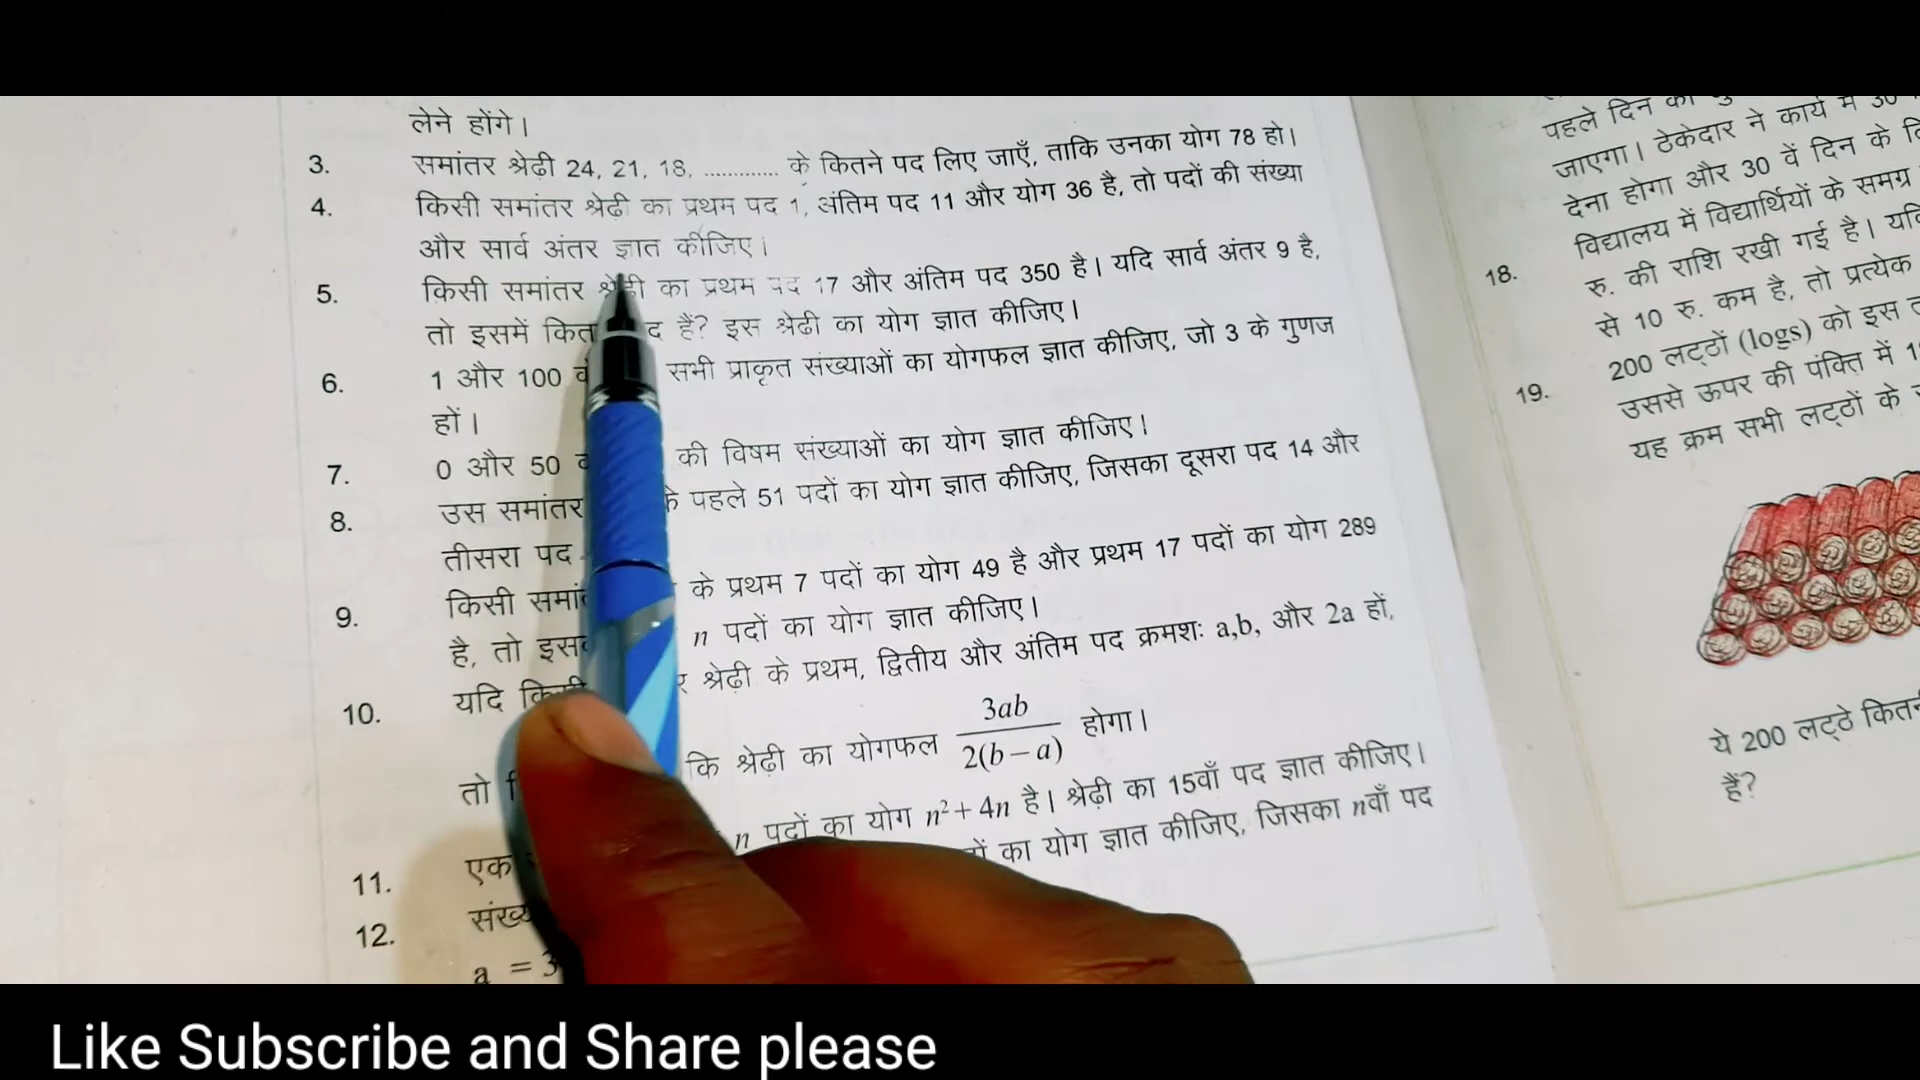 लेने होंगे।
3. समांतर श्रेढ़ी 24, 21, 18, ............. के कितने पद लिए जाएँ, ताकि उनका योग 78 हो।
4. किसी समांतर श्रेढ़ी का प्रथम पद 1, अंतिम पद 11 और योग 36 है, तो पदों की संख्या
और सार्व अंतर ज्ञात कीजिए।
5. किसी समांतर श्रेढ़ी का प्रथम पद 17 और अंतिम पद 350 है। यदि सार्व अंतर 9 है,
तो इसमें हैं? इस श्रेढ़ी का योग ज्ञात कीजिए।
6. 1 और 100 सभी प्राकृत संख्याओं का योगफल ज्ञात कीजिए, जो 3 के गुणज
हों।
7. 0 और 50 की विषम संख्याओं का योग ज्ञात कीजिए।
8. उस समांतर के पहले 51 पदों का योग ज्ञात कीजिए, जिसका दूसरा पद 14 और
तीसरा पद
9. किसी के प्रथम 7 पदों का योग 49 है और प्रथम 17 पदों का योग 289
है, तो n पदों का योग ज्ञात कीजिए।
10. यदि श्रेढ़ी के प्रथम, द्वितीय और अंतिम पद क्रमशः a,b, और 2a हों,
तो कि श्रेढ़ी का योगफल 3ab / 2(b – a) होगा।
11. एक n पदों का योग n² + 4n है। श्रेढ़ी का 15वाँ पद ज्ञात कीजिए।
12. का योग ज्ञात कीजिए, जिसका nवाँ पद
a =
पहले दिन का
जाएगा। ठेकेदार ने कार्य में 30
देना होगा और 30 वें दिन के
18. विद्यालय में विद्यार्थियों के समग्र
रु. की राशि रखी गई है। यदि
से 10 रु. कम है, तो प्रत्येक
19. 200 लट्ठों (logs) को इस
उससे ऊपर की पंक्ति में
यह क्रम सभी लट्ठों के
ये 200 लट्ठे
हैं?
Like Subscribe and Share please